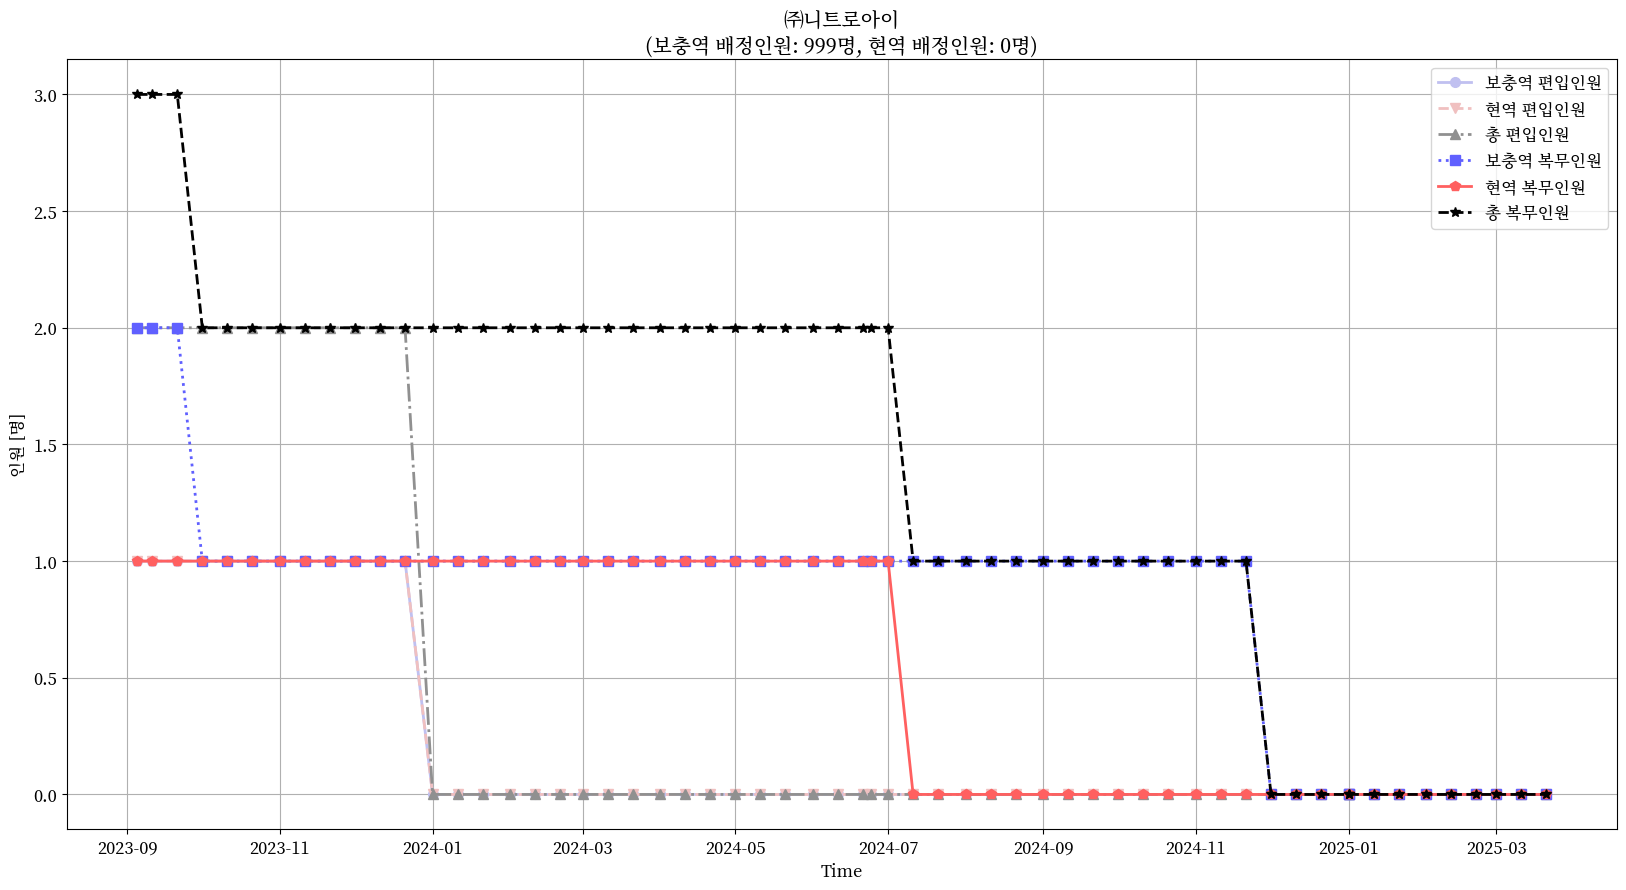 ㈜니트로아이
(보충역 배정인원: 999명, 현역 배정인원: 0명)
보충역 편입인원
현역 편입인원
총 편입인원
보충역 복무인원
현역 복무인원
총 복무인원
3.0
2.5
2.0
1.5
1.0
0.5
0.0
인원 [명]
2023-09
2023-11
2024-01
2024-03
2024-05
2024-07
2024-09
2024-11
2025-01
2025-03
Time